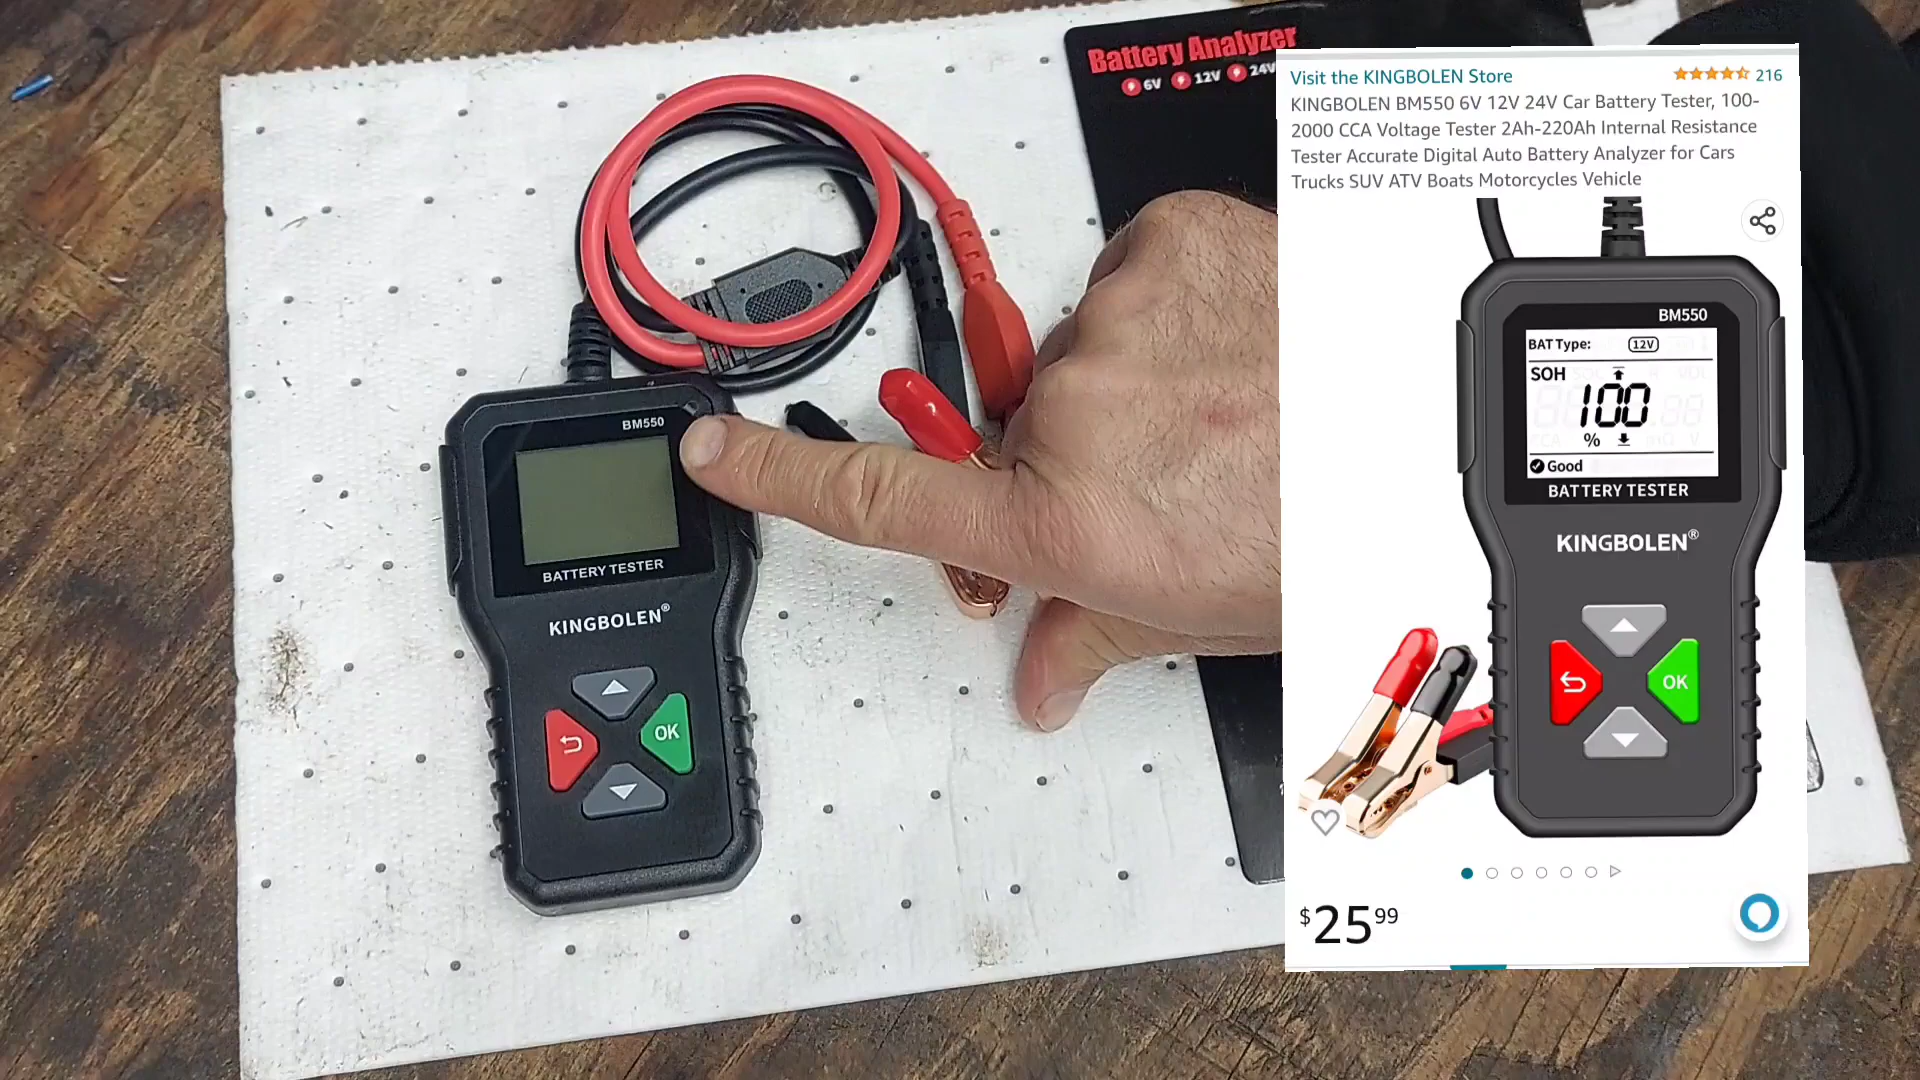 Battery Analyzer
6V 12V 24V
BM550
BATTERY TESTER
KINGBOLEN®
OK
Visit the KINGBOLEN Store
216
KINGBOLEN BM550 6V 12V 24V Car Battery Tester, 100-
2000 CCA Voltage Tester 2Ah-220Ah Internal Resistance
Tester Accurate Digital Auto Battery Analyzer for Cars
Trucks SUV ATV Boats Motorcycles Vehicle
BM550
BAT Type: 12V
SOH
100
%
Good
BATTERY TESTER
KINGBOLEN®
OK
$25 99